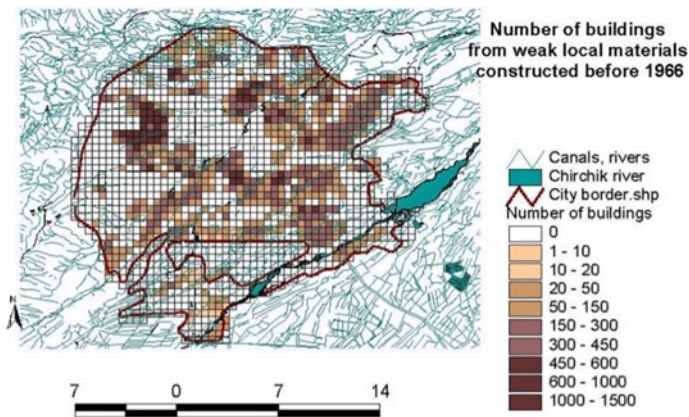 Number of buildings
from weak local materials
constructed before 1966
Canals, rivers
Chirchik river
City border.shp
Number of buildings
0
1 - 10
10 - 20
20 - 50
50 - 150
150 - 300
300 - 450
450 - 600
600 - 1000
1000 - 1500
N
7 0 7 14